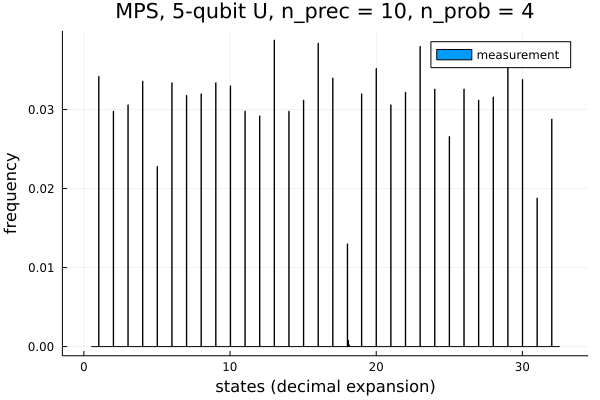 MPS, 5-qubit U, n_prec = 10, n_prob = 4
measurement
frequency
0.03
0.02
0.01
0.00
0 10 20 30
states (decimal expansion)